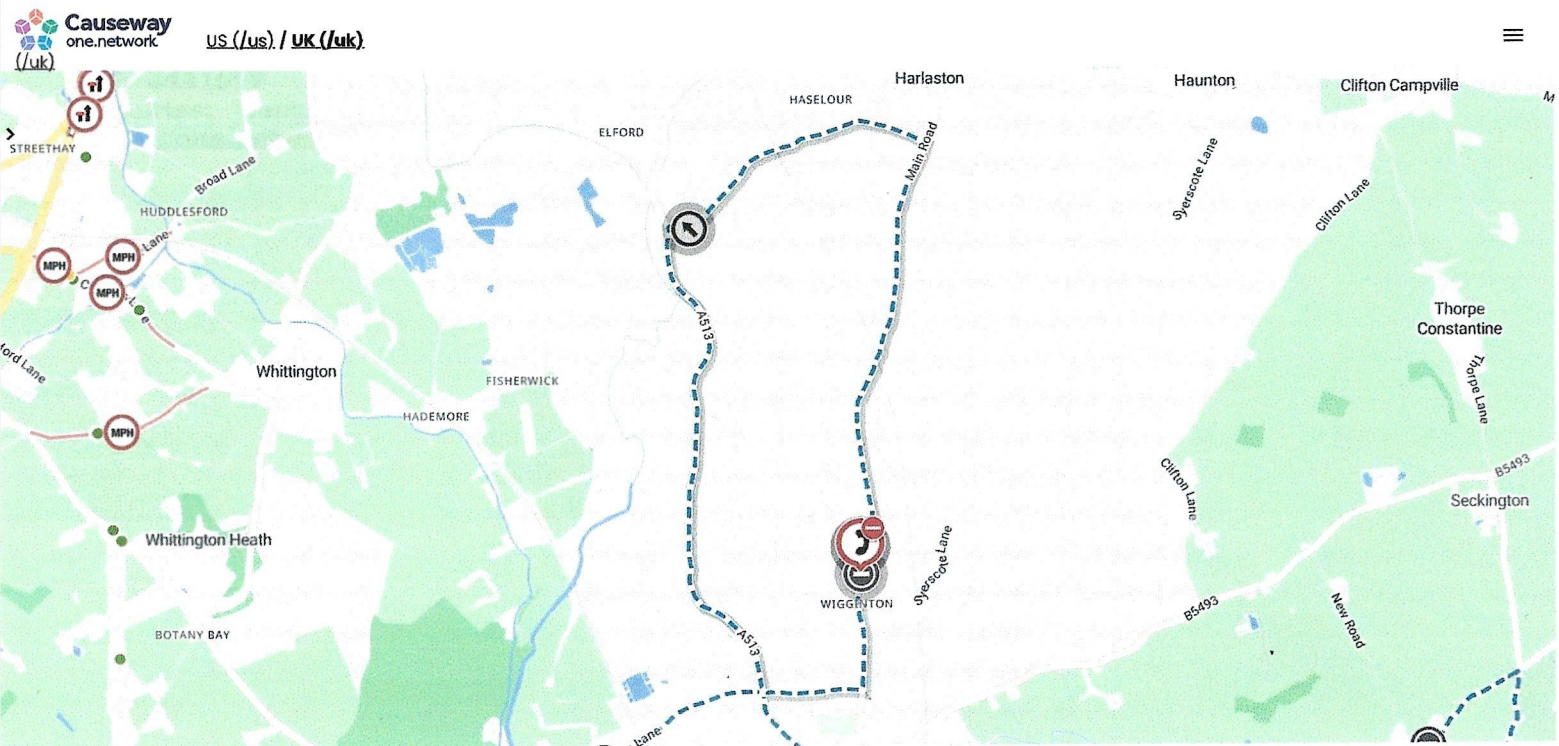 Causeway
one.network
(/uk)
US (/us) / UK (/uk)
Harlaston
Haunton
Clifton Campville
HASELOUR
ELFORD
STREETHAY
Broad Lane
Main Road
Syerscote Lane
Clifton Lane
HUDDLESFORD
Lane
MPH
MPH
MPH
A513
Thorpe
Constantine
Whittington
FISHERWICK
Thorpe Lane
HADEMORE
MPH
B5493
Clifton Lane
Seckington
Whittington Heath
Syerscote Lane
WIGGINTON
B5493
New Road
BOTANY BAY
A513
Lane